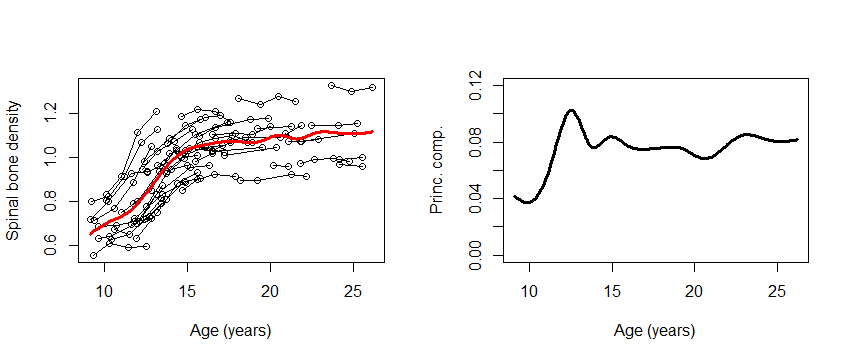 Spinal bone density
0.6 0.8 1.0 1.2
10 15 20 25
Age (years)
Princ. comp.
0.00 0.04 0.08 0.12
10 15 20 25
Age (years)